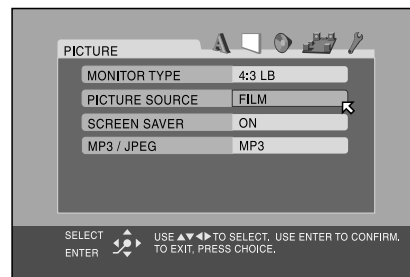 PICTURE
MONITOR TYPE 4:3 LB
PICTURE SOURCE FILM
SCREEN SAVER ON
MP3 / JPEG MP3
SELECT USE ▲▼◀▶ TO SELECT. USE ENTER TO CONFIRM.
ENTER TO EXIT, PRESS CHOICE.